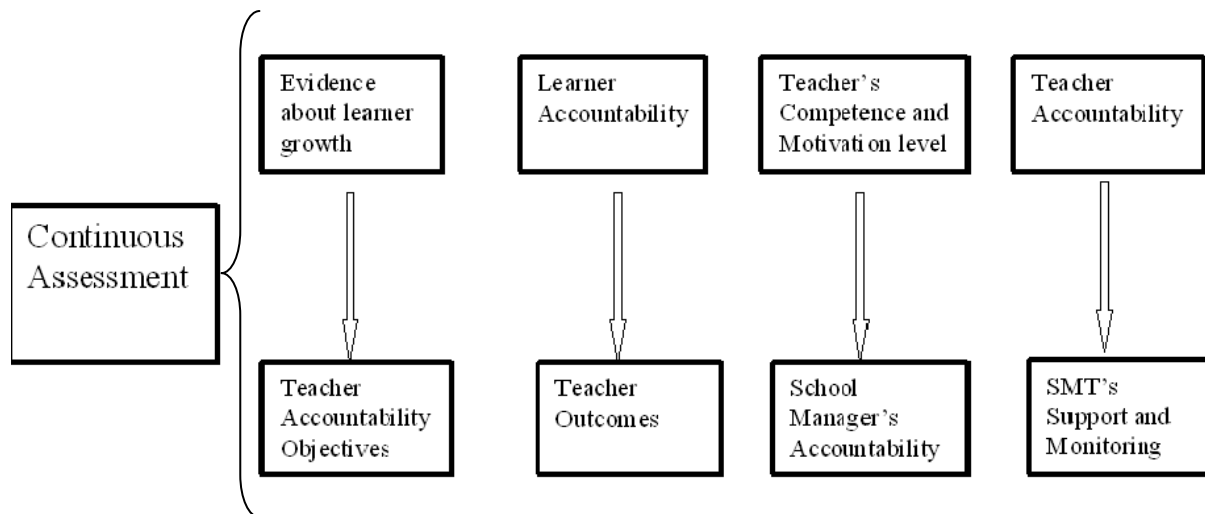 Evidence
about learner
growth
Learner
Accountability
Teacher's
Competence and
Motivation level
Teacher
Accountability
Continuous
Assessment
Teacher
Accountability
Objectives
Teacher
Outcomes
School
Manager's
Accountability
SMT's
Support and
Monitoring